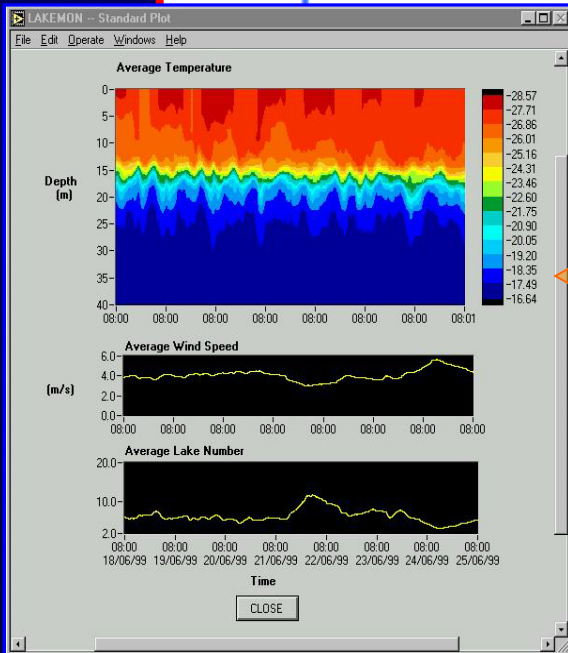 LAKEMON -- Standard Plot
File Edit Operate Windows Help
Average Temperature
0-
5-
10-
15-
20-
25-
30-
35-
40-
Depth
(m)
-28.57
-27.71
-26.86
-26.01
-25.16
-24.31
-23.46
-22.60
-21.75
-20.90
-20.05
-19.20
-18.35
-17.49
-16.64
08:00 08:00 08:00 08:00 08:00 08:00 08:00 08:01
Average Wind Speed
6.0-
4.0-
2.0-
0.0-
(m/s)
08:00 08:00 08:00 08:00 08:00 08:00 08:00 08:00
Average Lake Number
20.0-
10.0-
2.0-
08:00 08:00 08:00 08:00 08:00 08:00 08:00 08:00
18/06/99 19/06/99 20/06/99 21/06/99 22/06/99 23/06/99 24/06/99 25/06/99
Time
CLOSE